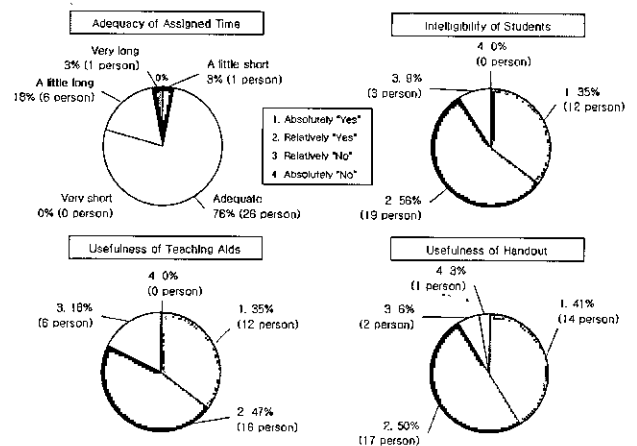 Adequacy of Assigned Time
Very long
3% (1 person)
0%
A little short
3% (1 person)
A little long
18% (6 person)
Very short
0% (0 person)
Adequate
76% (26 person)
1. Absolutely "Yes"
2. Relatively "Yes"
3 Relatively "No"
4 Absolutely "No"
Intelligibility of Students
4. 0%
(0 person)
3. 9%
(3 person)
1. 35%
(12 person)
2. 56%
(19 person)
Usefulness of Teaching Aids
4. 0%
(0 person)
3. 18%
(6 person)
1. 35%
(12 person)
2. 47%
(16 person)
Usefulness of Handout
4. 3%
(1 person)
3. 6%
(2 person)
1. 41%
(14 person)
2. 50%
(17 person)